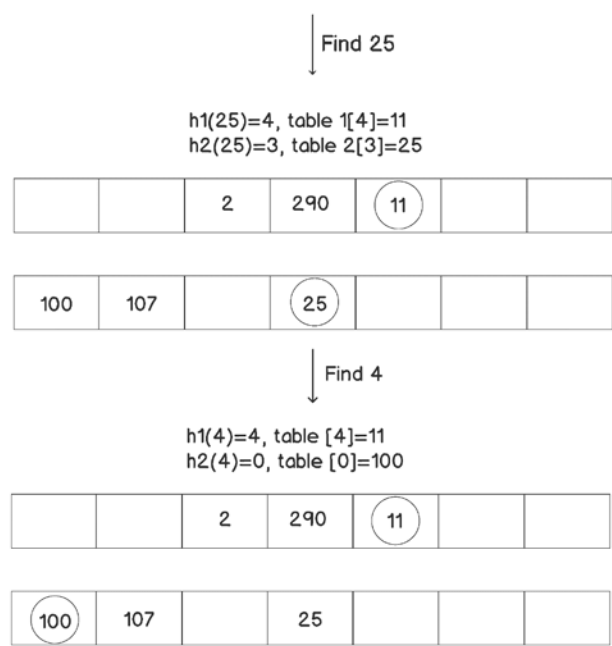 Find 25
h1(25)=4, table 1[4]=11
h2(25)=3, table 2[3]=25
2 290 11
100 107 25
Find 4
h1(4)=4, table [4]=11
h2(4)=0, table [0]=100
2 290 11
100 107 25